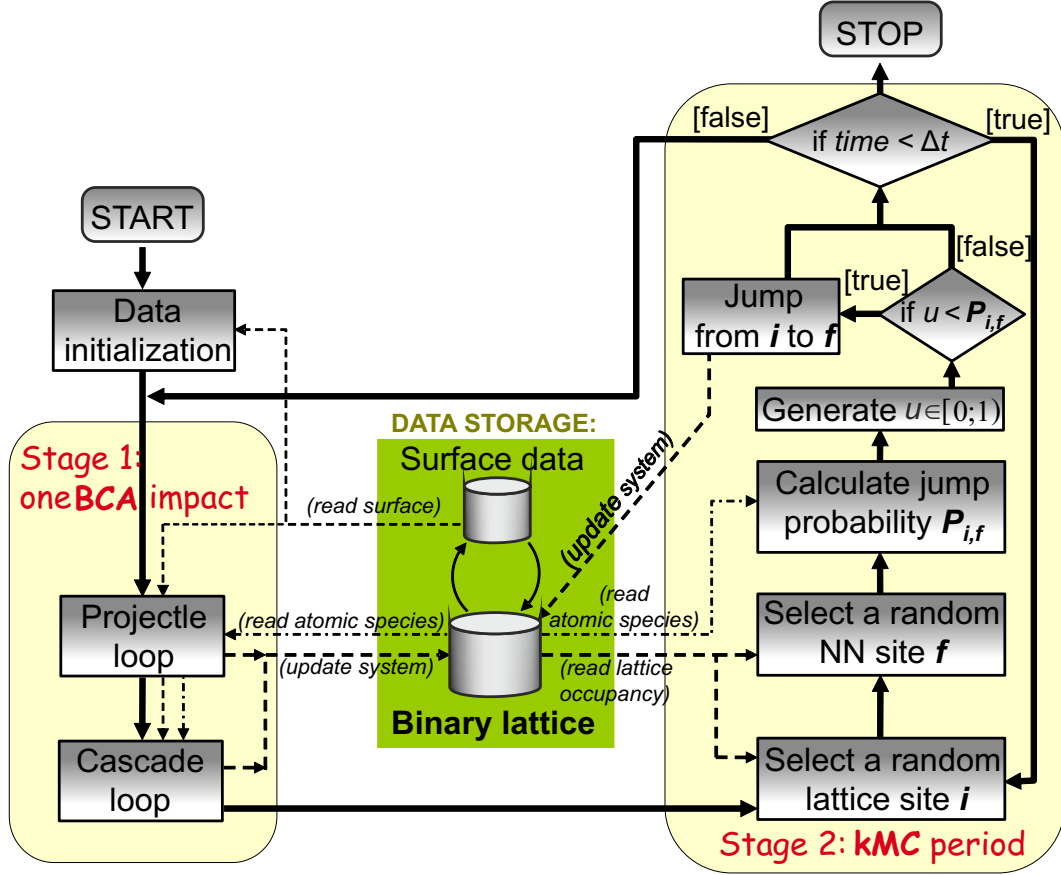 STOP
[false]
[true]
if time < Δt
START
[false]
[true]
Data
initialization
Jump
from i to f
if u < P_{i,f}
Generate u∈[0;1)
DATA STORAGE:
Stage 1:
oneBCA impact
Surface data
(update system)
Calculate jump
probability P_{i,f}
(read surface)
(read
atomic species)
Projectle
loop
(read atomic species)
Select a random
NN site f
(update system)
(read lattice
occupancy)
Binary lattice
Cascade
loop
Select a random
lattice site i
Stage 2: kMC period